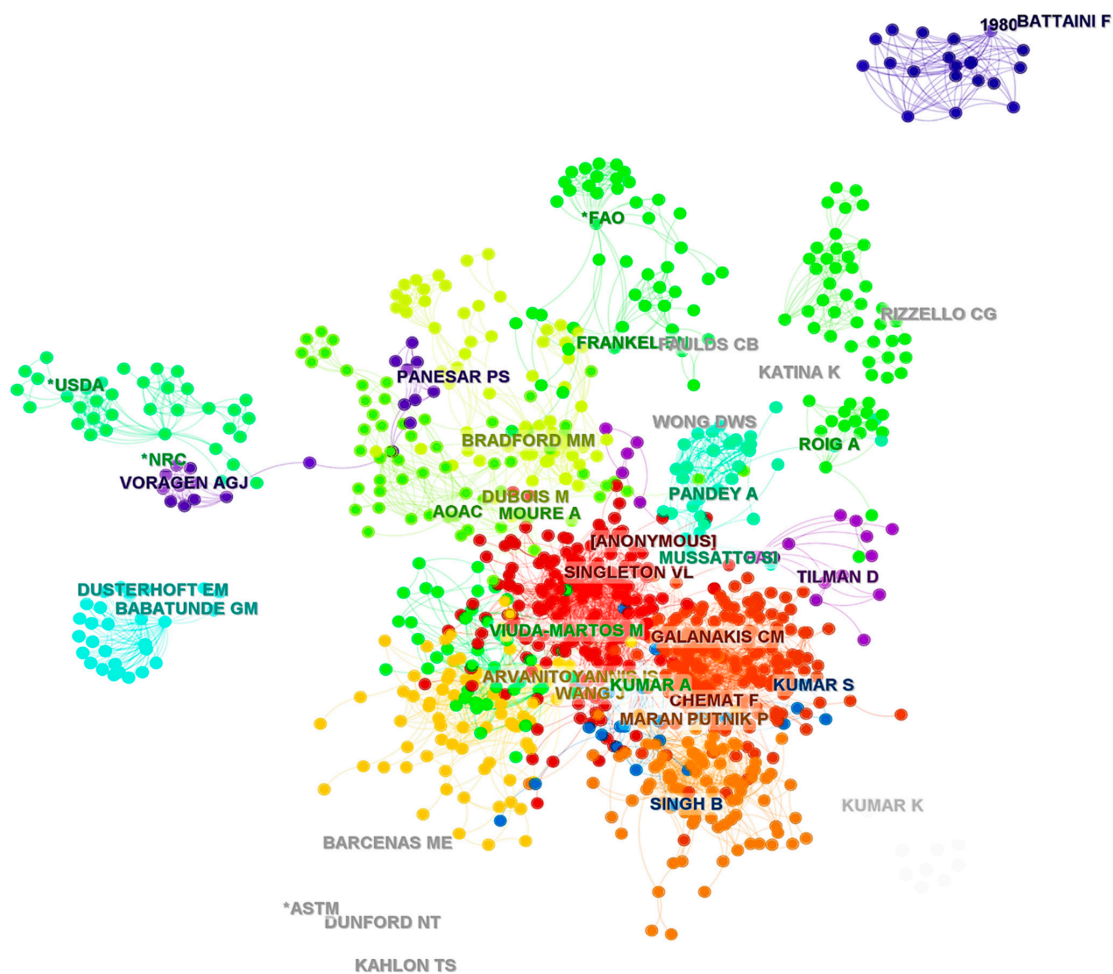 1980 BATTAINI F
*FAO
RIZZELLO CG
FRANKEL EN
FAULDS CB
KATINA K
PANESAR PS
*USDA
WONG DWS
BRADFORD MM
ROIG A
*NRC
VORAGEN AGJ
DUBOIS M
PANDEY A
AOAC
MOURE A
[ANONYMOUS]
MUSSATTO SI
SINGLETON VL
TILMAN D
DUSTERHOFT EM
BABATUNDE GM
VIUDA-MARTOS M
GALANAKIS CM
ARVANITOYANNIS IS
KUMAR A
KUMAR S
WANG J
CHEMAT F
MARAN
PUTNIK P
SINGH B
KUMAR K
BARCENAS ME
*ASTM
DUNFORD NT
KAHLON TS